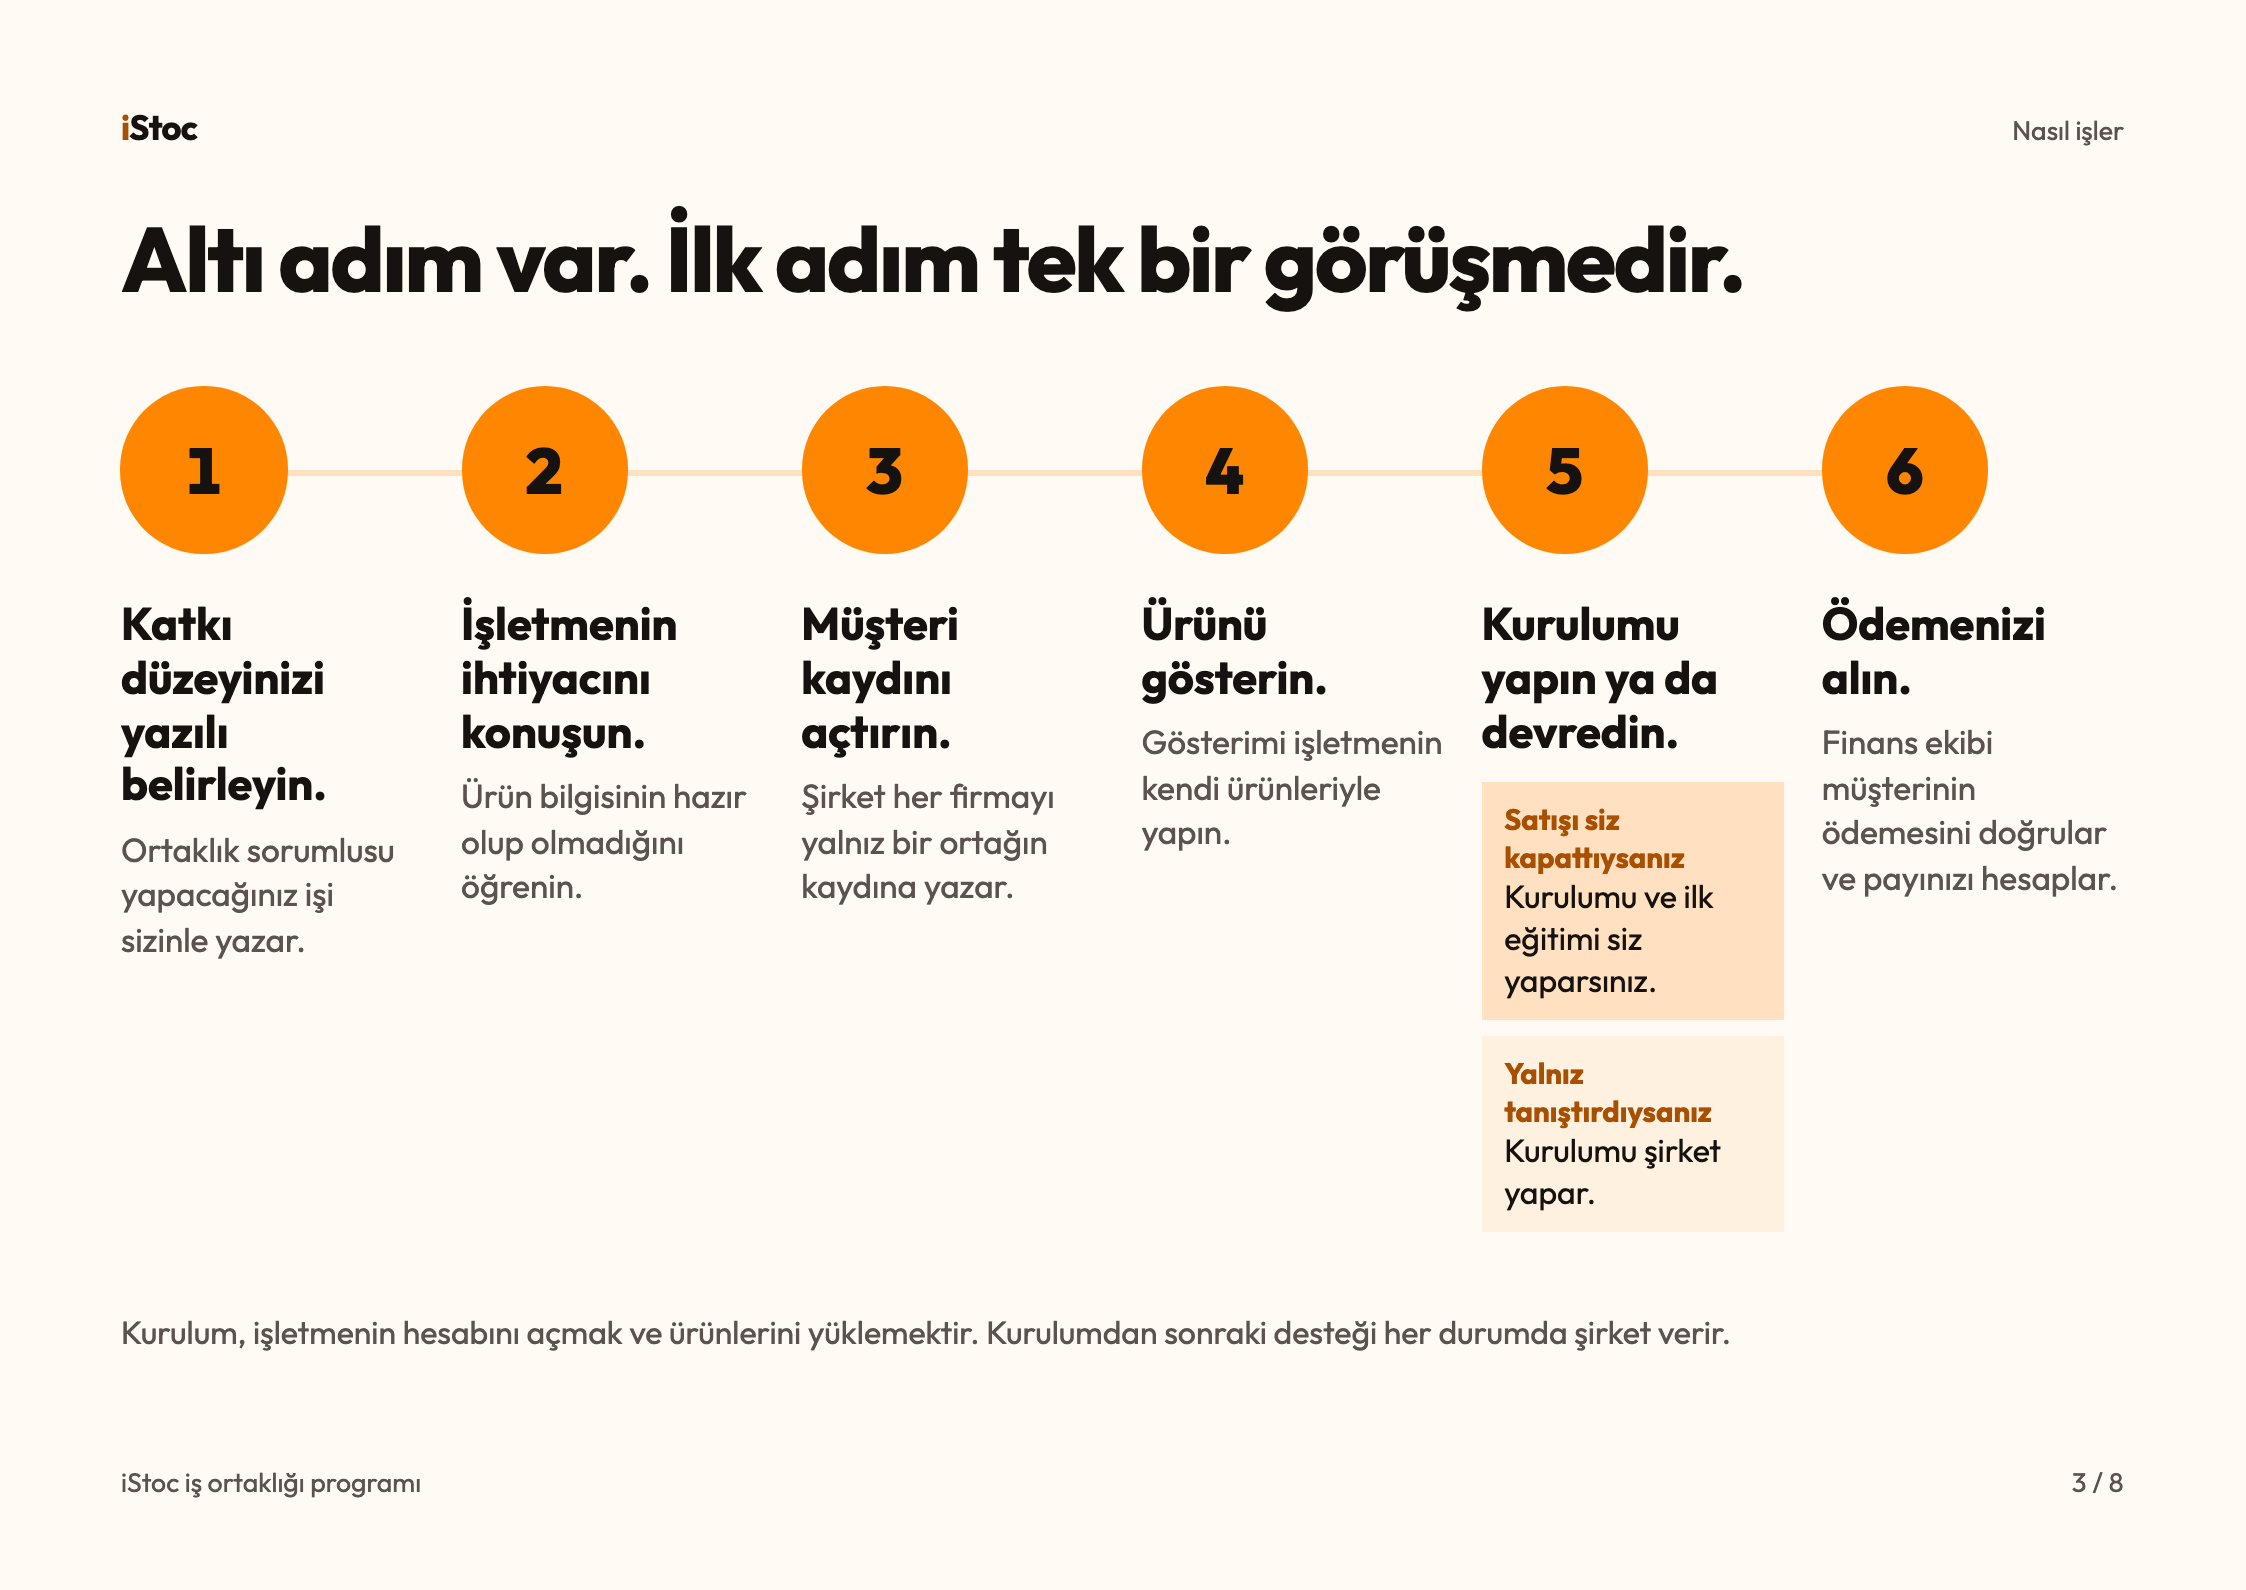 iStoc
Nasıl işler
Altı adım var. İlk adım tek bir görüşmedir.
1
Katkı
düzeyinizi
yazılı
belirleyin.
Ortaklık sorumlusu
yapacağınız işi
sizinle yazar.
2
İşletmenin
ihtiyacını
konuşun.
Ürün bilgisinin hazır
olup olmadığını
öğrenin.
3
Müşteri
kaydını
açtırın.
Şirket her firmayı
yalnız bir ortağın
kaydına yazar.
4
Ürünü
gösterin.
Gösterimi işletmenin
kendi ürünleriyle
yapın.
5
Kurulumu
yapın ya da
devredin.
Satışı siz
kapattıysanız
Kurulumu ve ilk
eğitimi siz
yaparsınız.
Yalnız
tanıştırdıysanız
Kurulumu şirket
yapar.
6
Ödemenizi
alın.
Finans ekibi
müşterinin
ödemesini doğrular
ve payınızı hesaplar.
Kurulum, işletmenin hesabını açmak ve ürünlerini yüklemektir. Kurulumdan sonraki desteği her durumda şirket verir.
iStoc iş ortaklığı programı
3 / 8